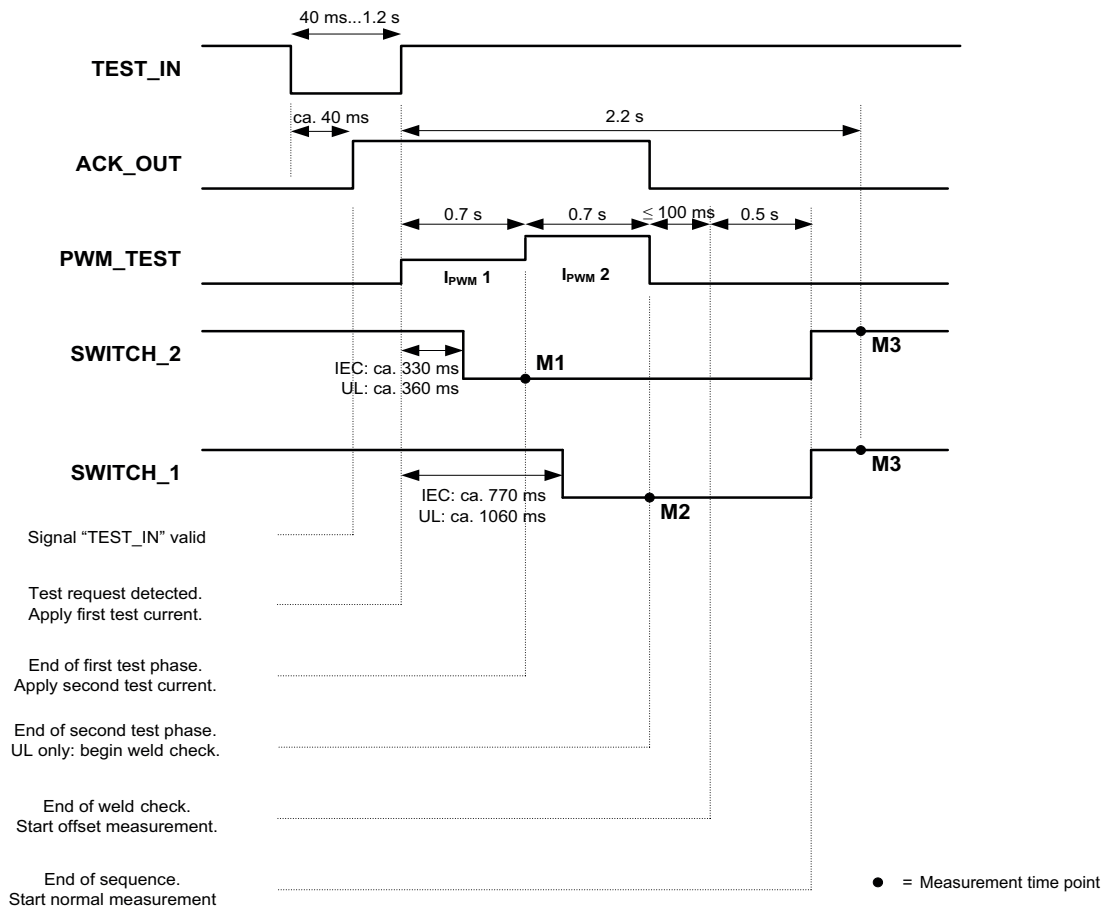 40 ms...1.2 s
TEST_IN
ca. 40 ms
2.2 s
ACK_OUT
0.7 s
0.7 s
≤ 100 ms
0.5 s
PWM_TEST
IPWM 1
IPWM 2
SWITCH_2
M3
IEC: ca. 330 ms
UL: ca. 360 ms
M1
SWITCH_1
M3
IEC: ca. 770 ms
UL: ca. 1060 ms
M2
Signal “TEST_IN” valid
Test request detected.
Apply first test current.
End of first test phase.
Apply second test current.
End of second test phase.
UL only: begin weld check.
End of weld check.
Start offset measurement.
End of sequence.
Start normal measurement
= Measurement time point